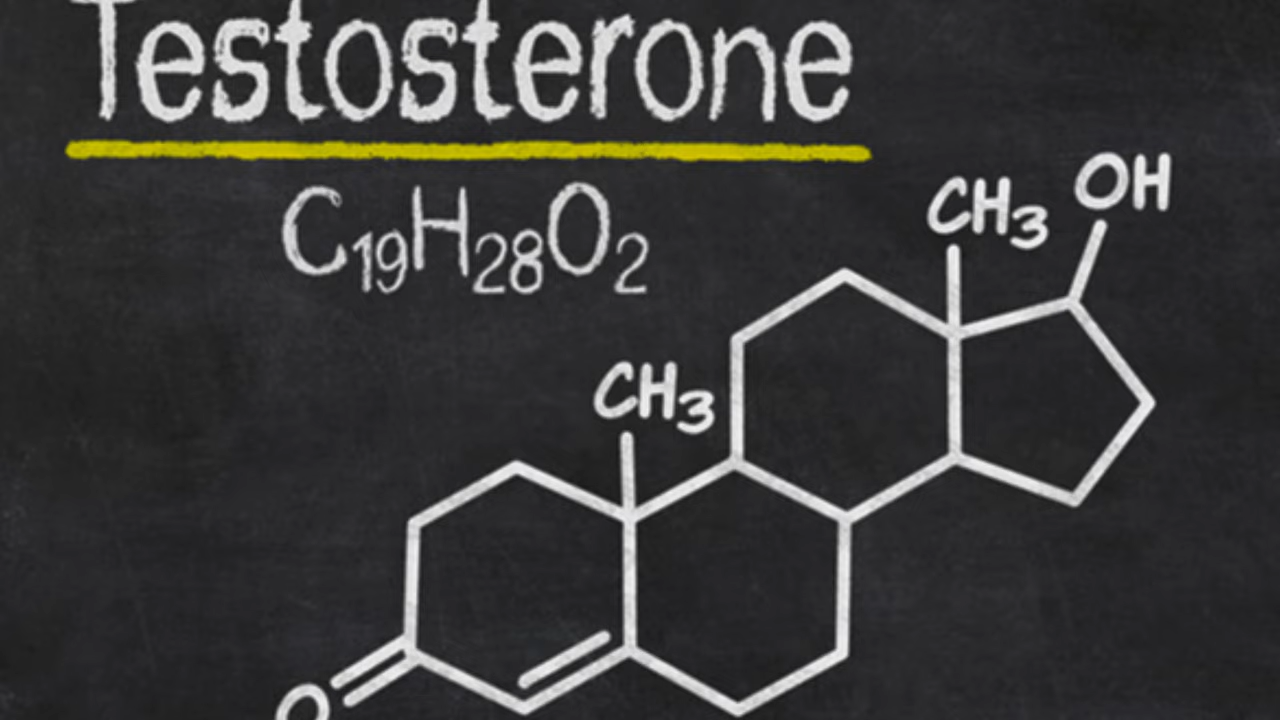 Testosterone
C₁₉H₂₈O₂
OH
CH₃
CH₃
O